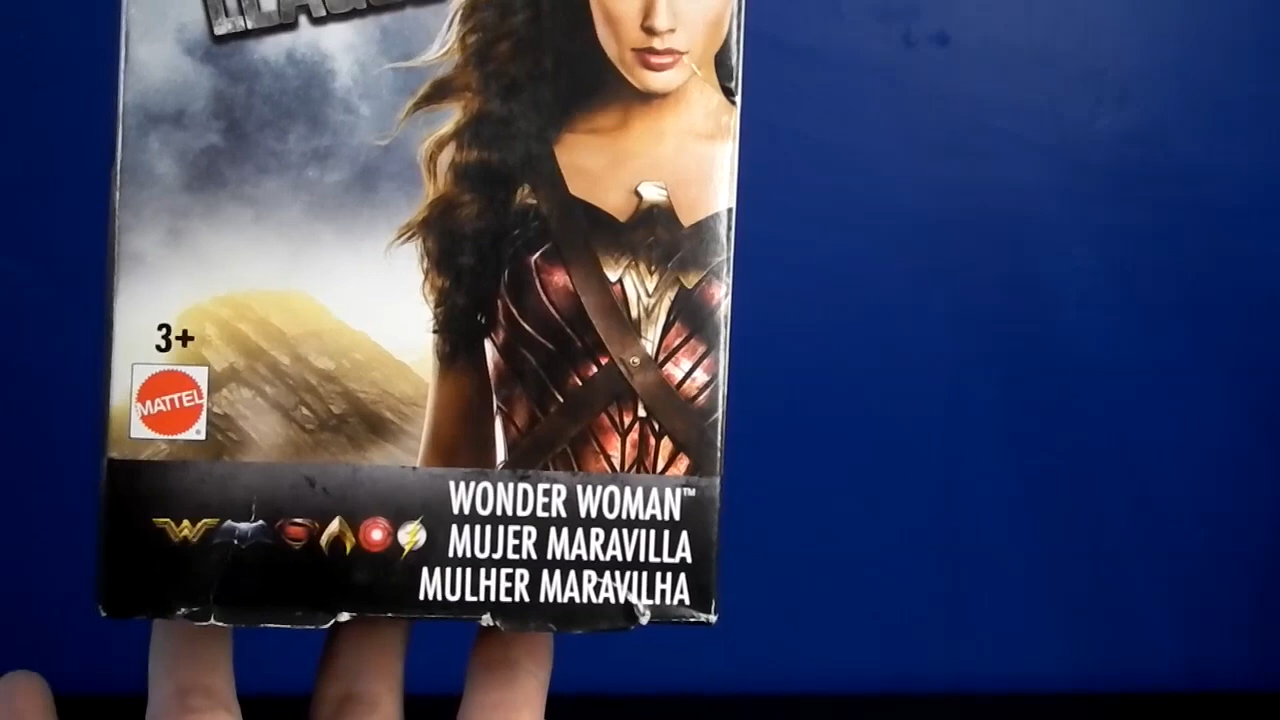 3+
MATTEL
WONDER WOMAN™
MUJER MARAVILLA
MULHER MARAVILHA